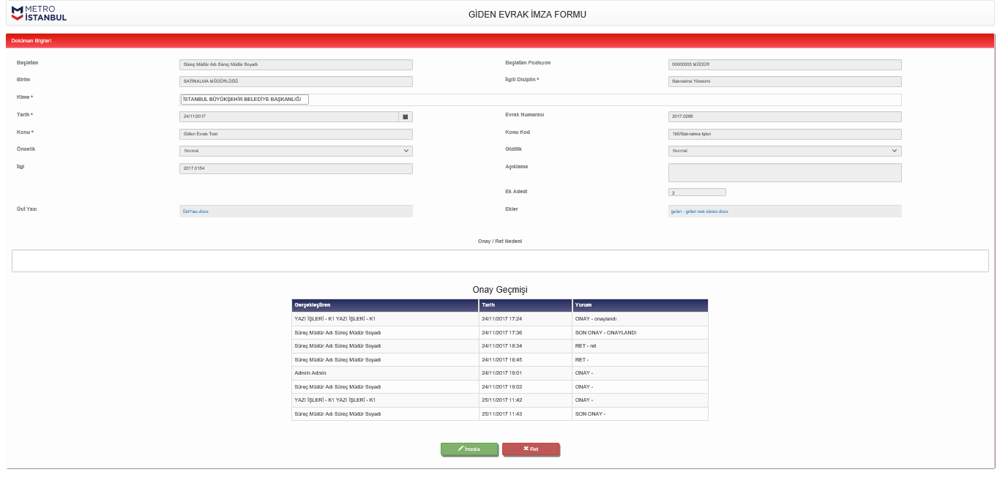 METRO
İSTANBUL
GİDEN EVRAK İMZA FORMU
Doküman Bilgileri
Başlatan
Süreç Müdür Adı Süreç Müdür Soyadı
Başlatan Pozisyon
00000003 MÜDÜR
Birim
SATINALMA MÜDÜRLÜĞÜ
İlgili Disiplin *
Satınalma Yönetimi
Kime *
İSTANBUL BÜYÜKŞEHİR BELEDİYE BAŞKANLIĞI
Tarih *
24/11/2017
Evrak Numarası
2017.0266
Konu *
Giden Evrak Test
Konu Kod
190/Satınalma İşleri
Öncelik
Normal
Gizlilik
Normal
İlgi
2017.0154
Açıklama
Ek Adedi
2
Üst Yazı
ÜstYazı.docx
Ekler
gelen - giden test süreci.docx
Onay / Ret Nedeni
Onay Geçmişi
Gerçekleştiren Tarih Yorum
YAZI İŞLERİ - K1 YAZI İŞLERİ - K1 24/11/2017 17:24 ONAY - onaylandı
Süreç Müdür Adı Süreç Müdür Soyadı 24/11/2017 17:36 SON ONAY - ONAYLANDI
Süreç Müdür Adı Süreç Müdür Soyadı 24/11/2017 18:34 RET - ret
Süreç Müdür Adı Süreç Müdür Soyadı 24/11/2017 18:45 RET -
Admiin Admin 24/11/2017 19:01 ONAY -
Süreç Müdür Adı Süreç Müdür Soyadı 24/11/2017 19:02 ONAY -
YAZI İŞLERİ - K1 YAZI İŞLERİ - K1 25/11/2017 11:42 ONAY -
Süreç Müdür Adı Süreç Müdür Soyadı 25/11/2017 11:43 SON ONAY -
İmzala
Ret